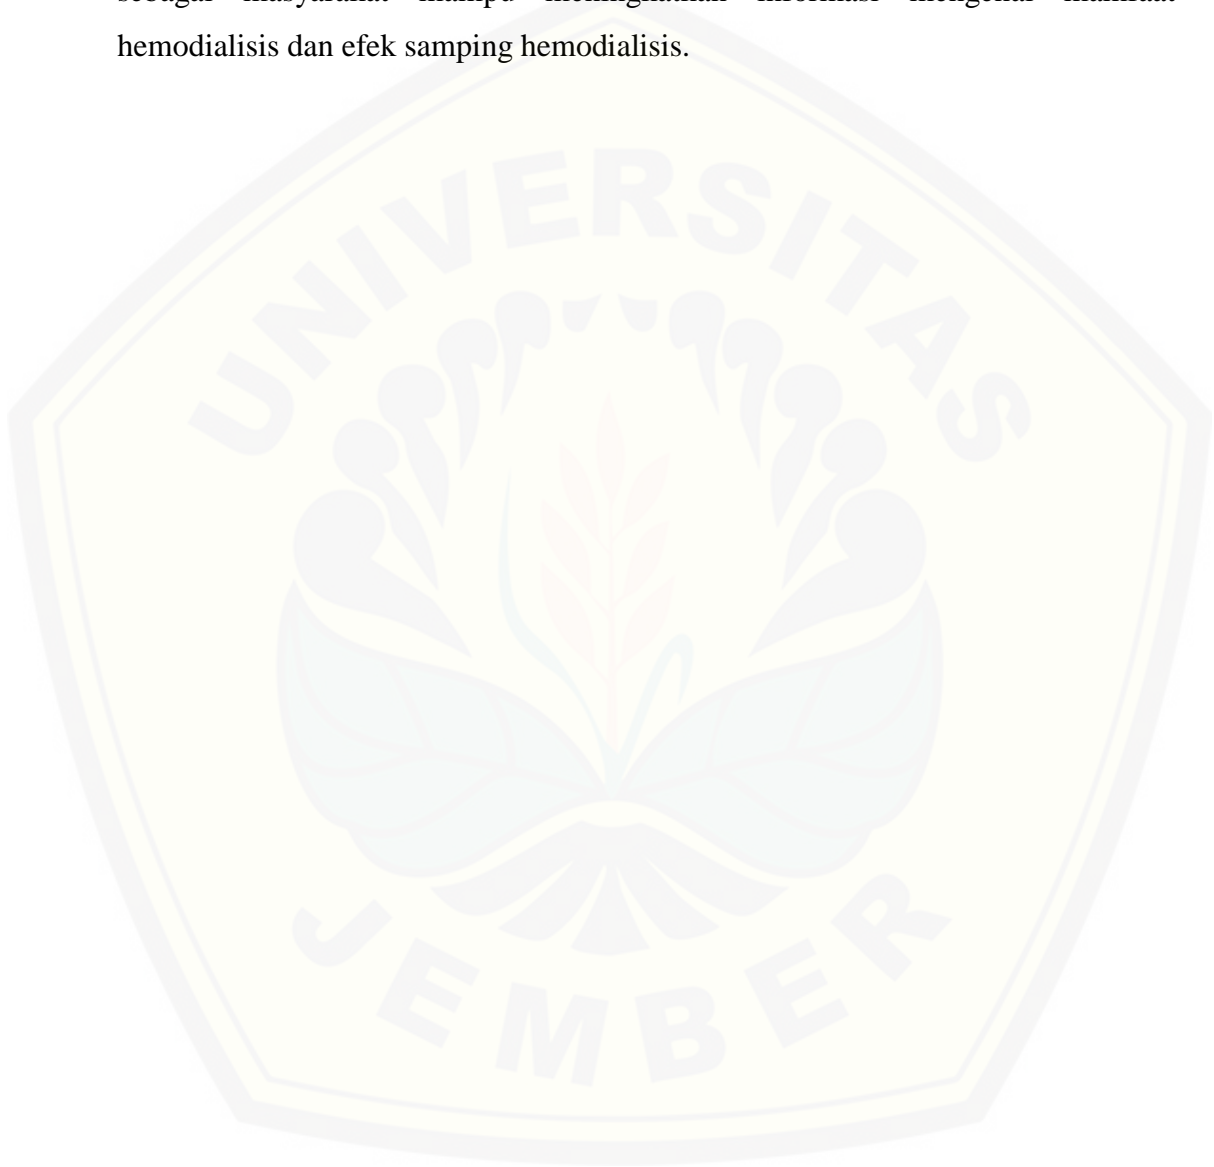 sebagai masyarakat mampu meningkatkan informasi mengenai manfaat
hemodialisis dan efek samping hemodialisis.
UNIVERSITAS
JEMBER